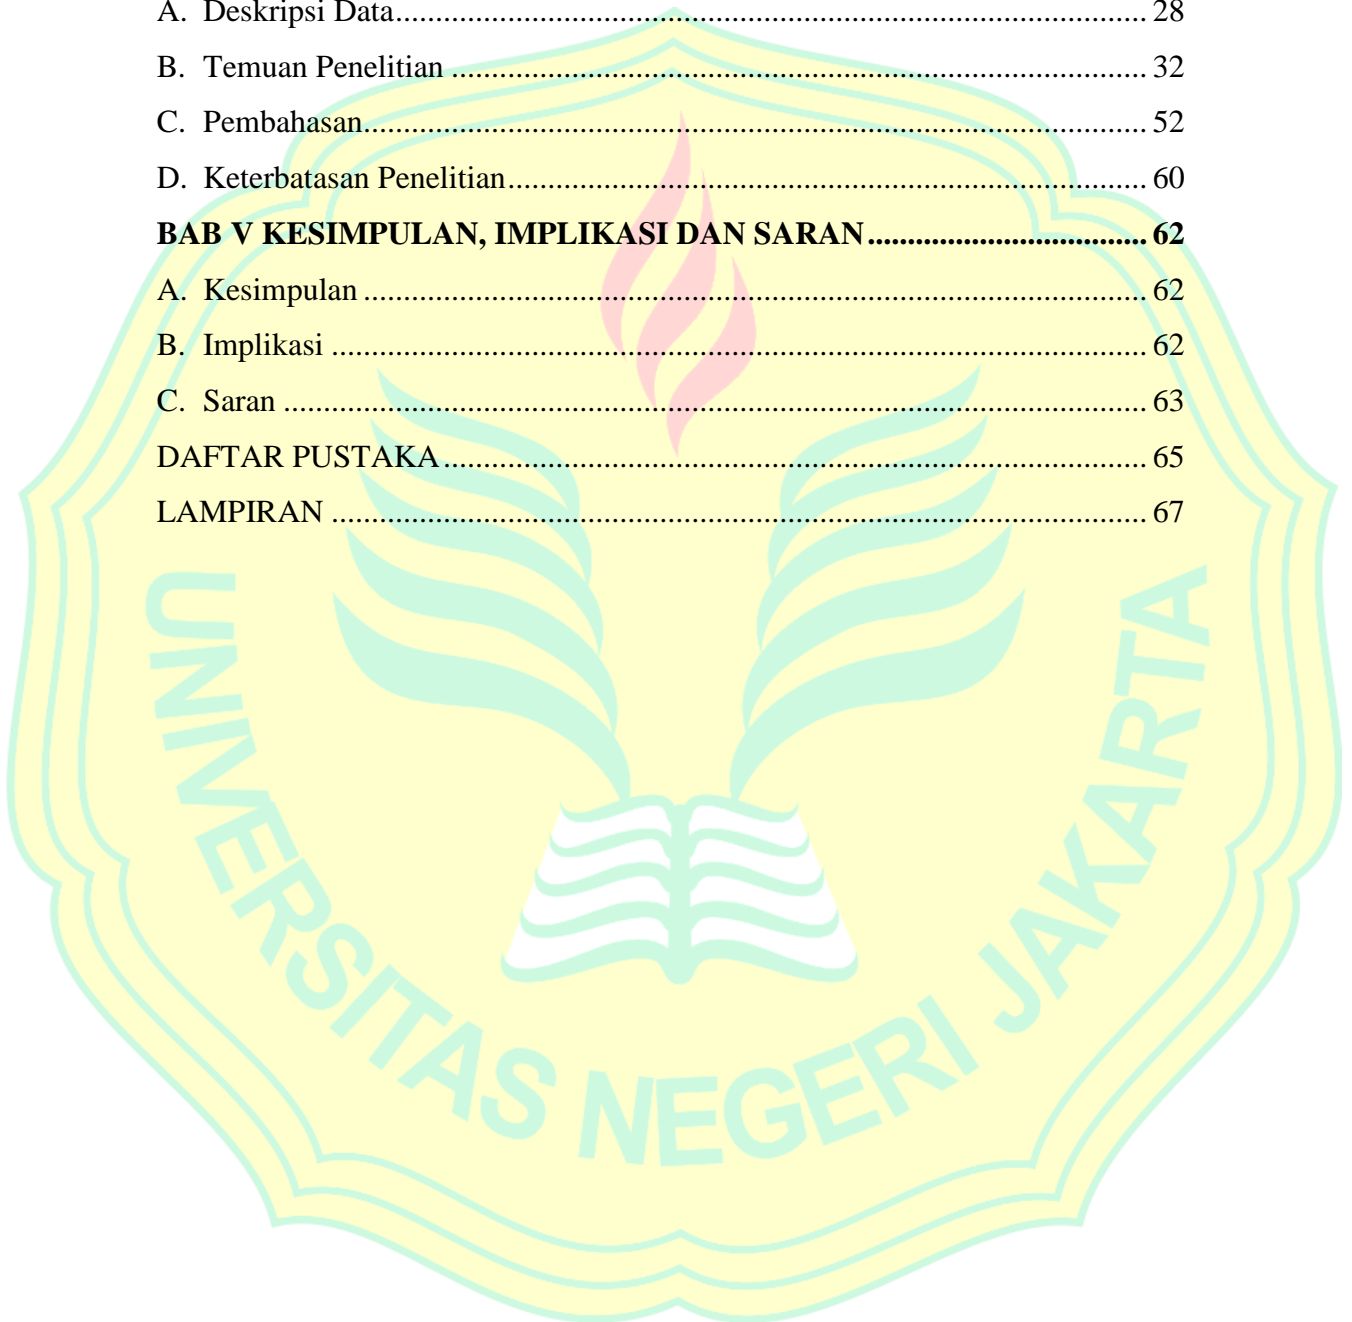 A. Deskripsi Data.......................................................................................... 28
B. Temuan Penelitian .................................................................................... 32
C. Pembahasan.............................................................................................. 52
D. Keterbatasan Penelitian............................................................................. 60
BAB V KESIMPULAN, IMPLIKASI DAN SARAN.................................. 62
A. Kesimpulan .............................................................................................. 62
B. Implikasi .................................................................................................. 62
C. Saran ........................................................................................................ 63
DAFTAR PUSTAKA..................................................................................... 65
LAMPIRAN ................................................................................................... 67
UNIVERSITAS NEGERI JAKARTA